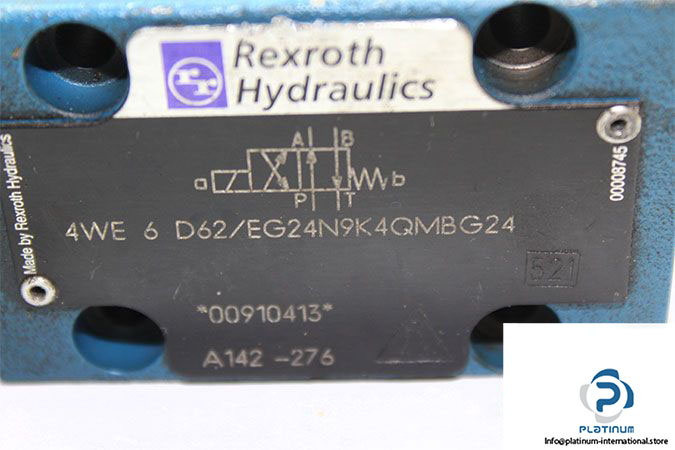 Rexroth
Hydraulics
Made by Rexroth Hydraulics
A B
a b
P T
00008745
4WE 6 D62/EG24N9K4QMBG24
521
*00910413*
A142-276
PLATINUM
info@platinum-international.store